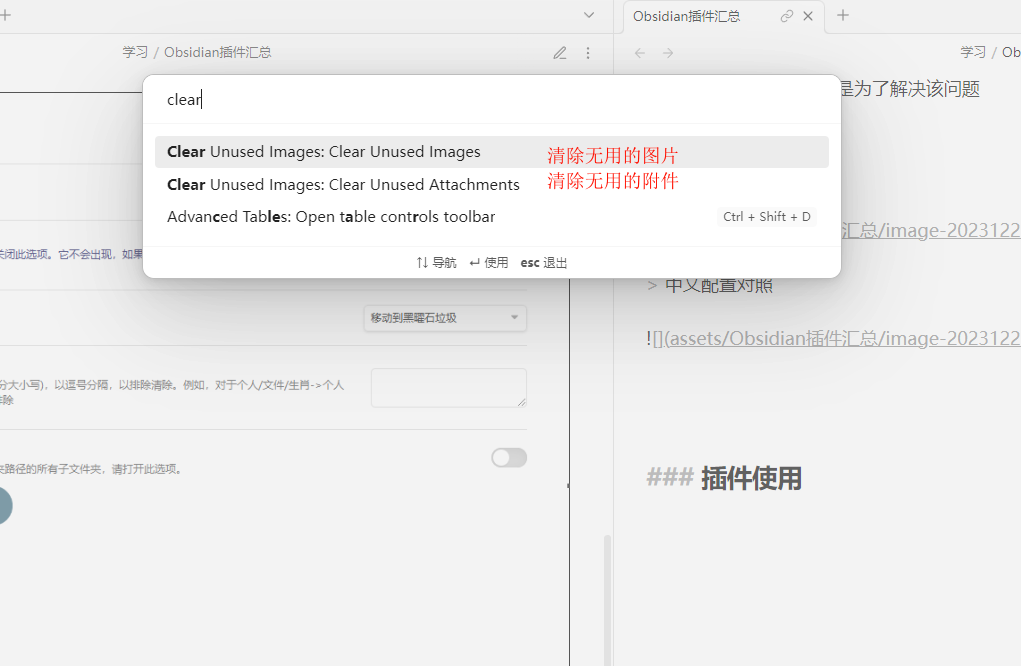 Obsidian插件汇总
学习 / Obsidian插件汇总
学习 / Ob
clear
Clear Unused Images: Clear Unused Images
清除无用的图片
Clear Unused Images: Clear Unused Attachments
清除无用的附件
Advanced Tables: Open table controls toolbar
Ctrl + Shift + D
↑↓ 导航 ↵ 使用 esc 退出
关闭此选项。它不会出现，如果
移动到黑曜石垃圾
分大小写)，以逗号分隔，以排除清除。例如，对于个人/文件/生肖->个人
除
夹路径的所有子文件夹，请打开此选项。
是为了解决该问题
汇总/image-2023122
> 中文配置对照
![](assets/Obsidian插件汇总/image-2023122
### 插件使用